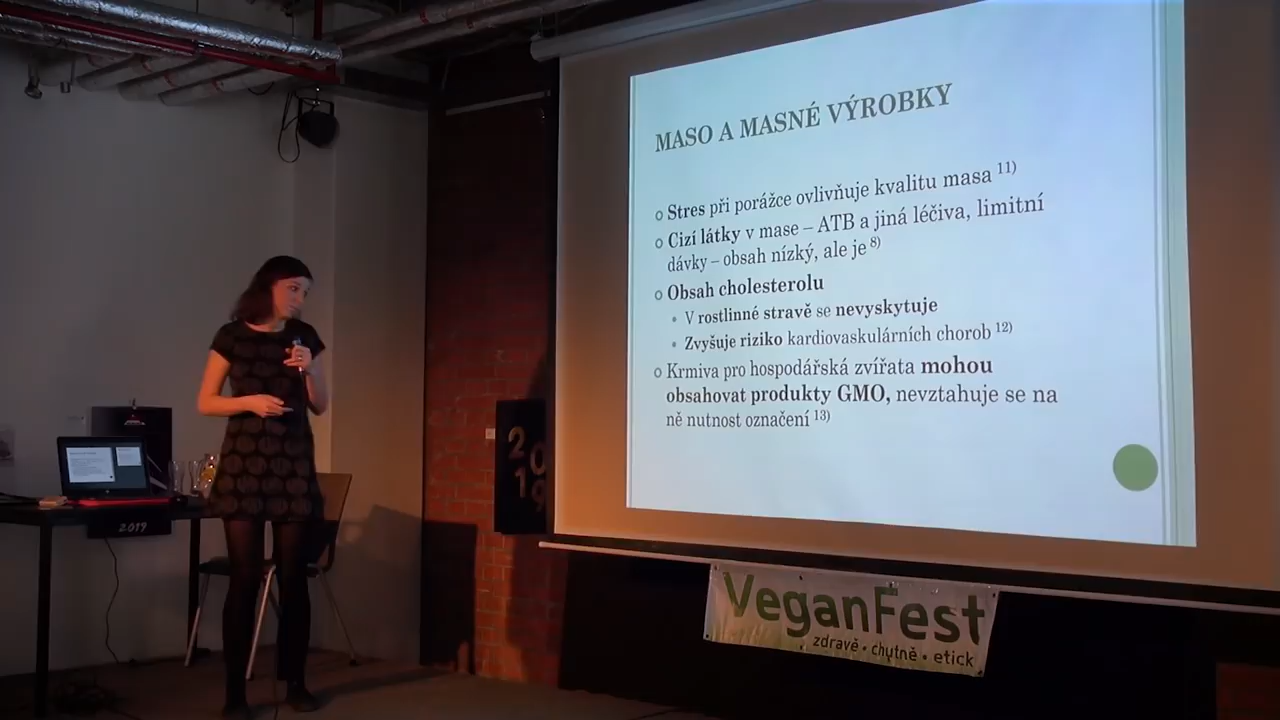 MASO A MASNÉ VÝROBKY
Stres při porážce ovlivňuje kvalitu masa 11)
Cizí látky v mase – ATB a jiná léčiva, limitní
dávky – obsah nízký, ale je 8)
Obsah cholesterolu
V rostlinné stravě se nevyskytuje
Zvyšuje riziko kardiovaskulárních chorob 12)
Krmiva pro hospodářská zvířata mohou
obsahovat produkty GMO, nevztahuje se na
ně nutnost označení 13)
20
19
2019
VeganFest
zdravě • chutně • etick